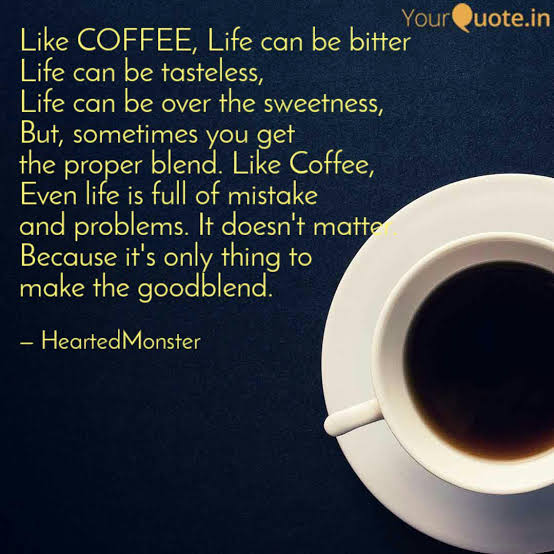 YourQuote.in
Like COFFEE, Life can be bitter
Life can be tasteless,
Life can be over the sweetness,
But, sometimes you get
the proper blend. Like Coffee,
Even life is full of mistake
and problems. It doesn't matter.
Because it's only thing to
make the goodblend.
– HeartedMonster